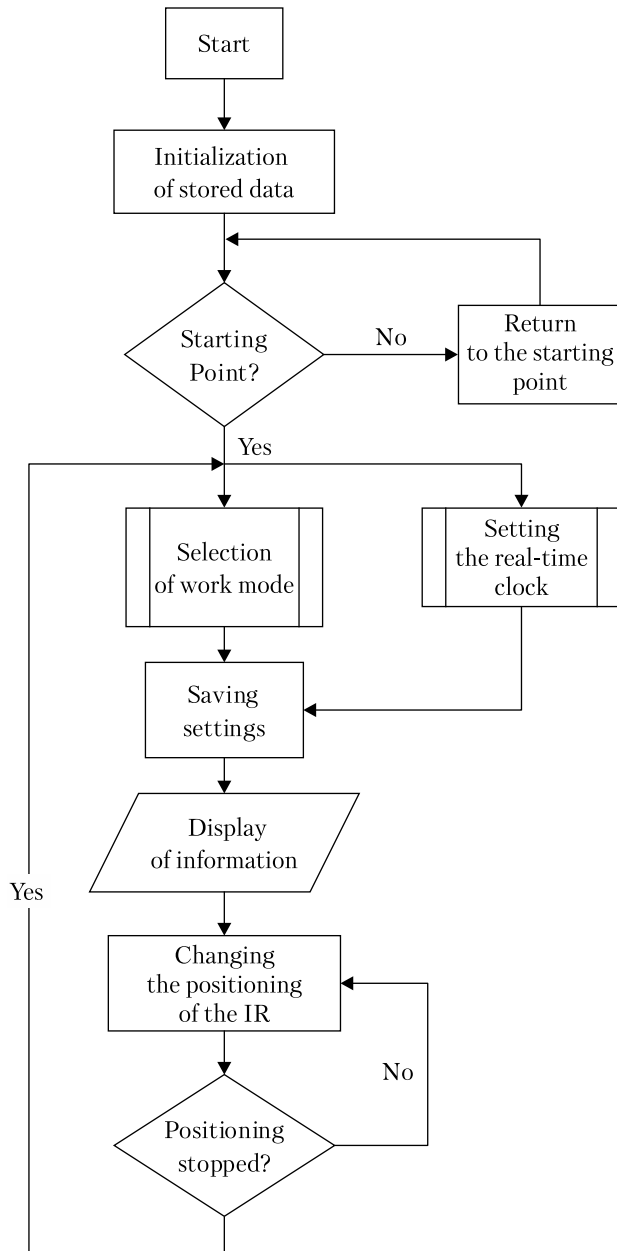 Start
Initialization
of stored data
Starting
Point?
No
Return
to the starting
point
Yes
Selection
of work mode
Setting
the real-time
clock
Saving
settings
Display
of information
Yes
Changing
the positioning
of the IR
No
Positioning
stopped?